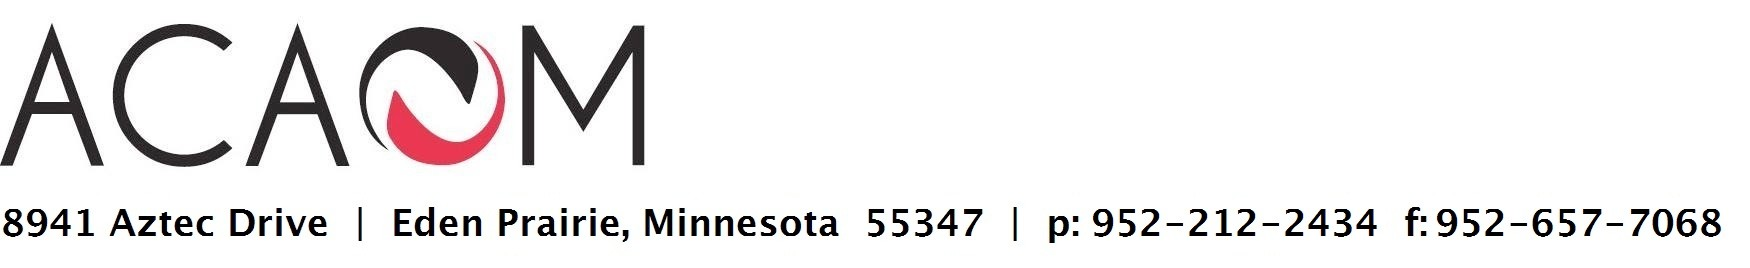 ACAOM
8941 Aztec Drive | Eden Prairie, Minnesota 55347 | p: 952-212-2434 f: 952-657-7068